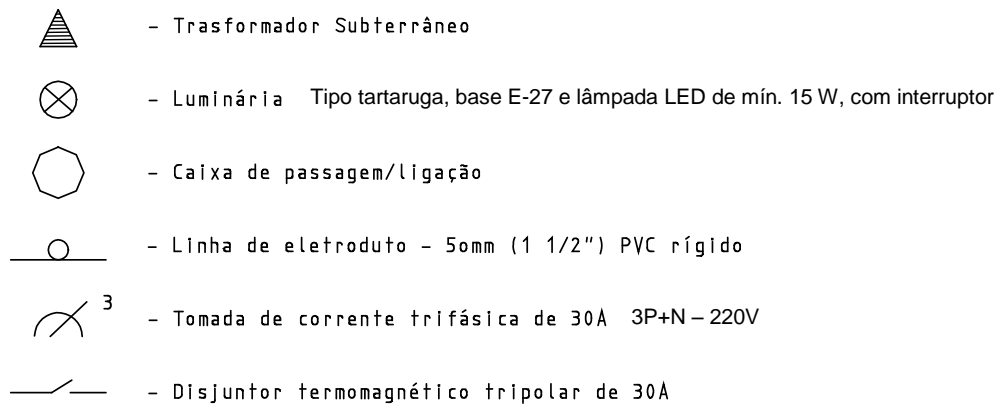 - Trasformador Subterrâneo
- Luminária Tipo tartaruga, base E-27 e lâmpada LED de mín. 15 W, com interruptor
- Caixa de passagem/ligação
- Linha de eletroduto - 5omm (1 1/2") PVC rígido
3
- Tomada de corrente trifásica de 30A 3P+N – 220V
- Disjuntor termomagnético tripolar de 30A